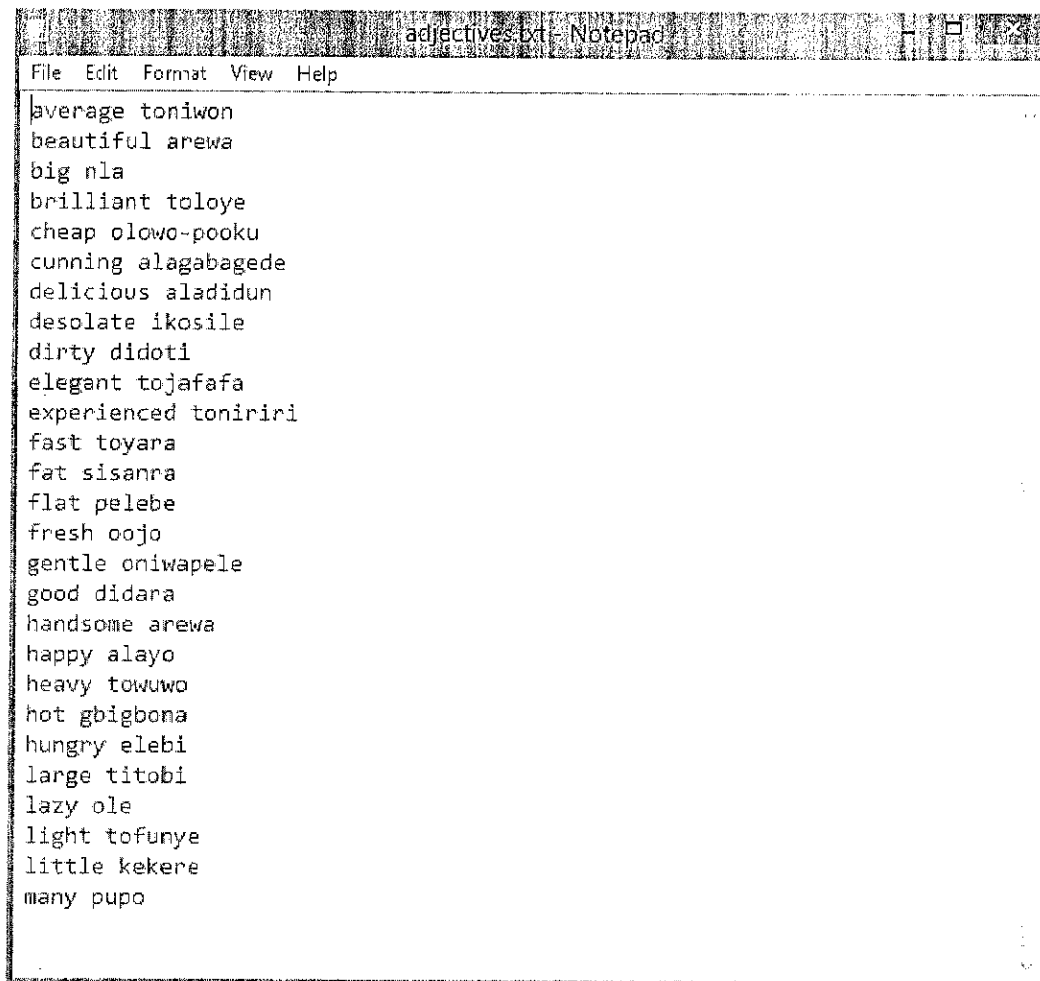 adjectives.txt - Notepad
File Edit Format View Help
average toniwon
beautiful arewa
big nla
brilliant toloye
cheap olowo-pooku
cunning alagabagede
delicious aladidun
desolate ikosile
dirty didoti
elegant tojafafa
experienced toniriri
fast toyara
fat sisanra
flat pelebe
fresh oojo
gentle oniwapele
good didara
handsome arewa
happy alayo
heavy towuwo
hot gbigbona
hungry elebi
large titobi
lazy ole
light tofunye
little kekere
many pupo